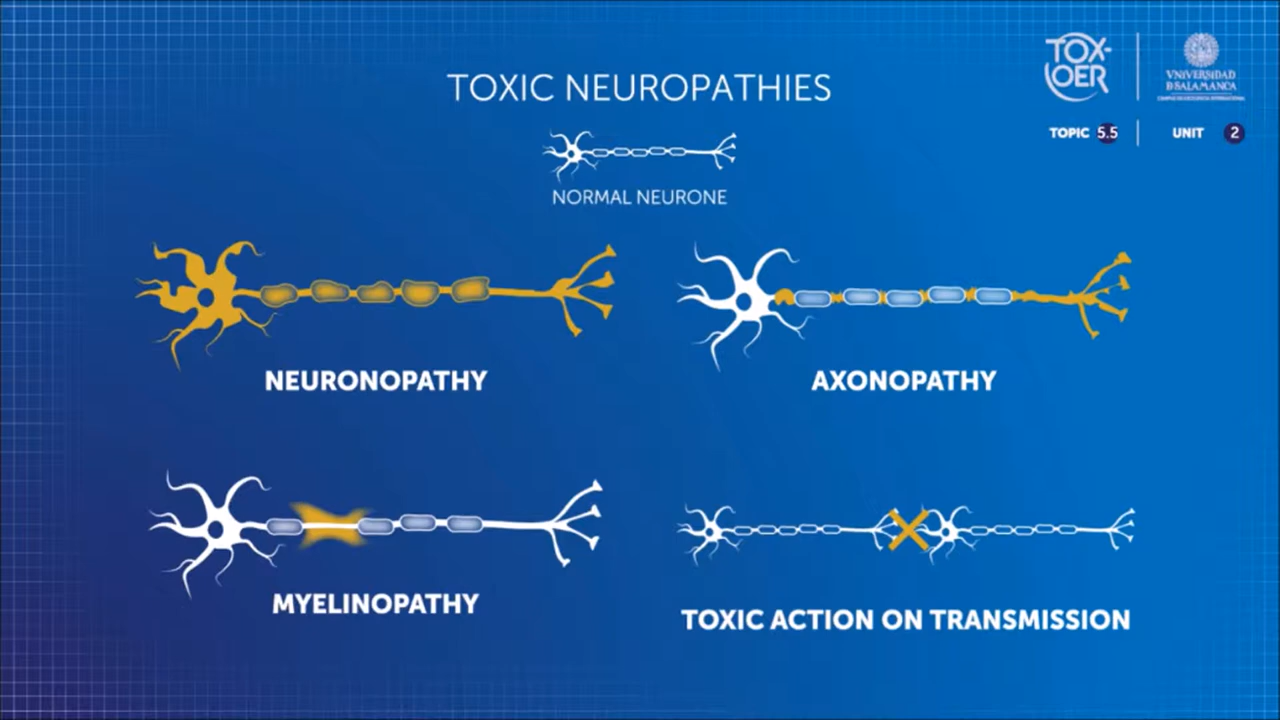 TOXIC NEUROPATHIES
TOX-
OER
VNiVERSiDAD
D SALAMANCA
TOPIC 5.5
UNIT 2
NORMAL NEURONE
NEURONOPATHY
AXONOPATHY
MYELINOPATHY
TOXIC ACTION ON TRANSMISSION